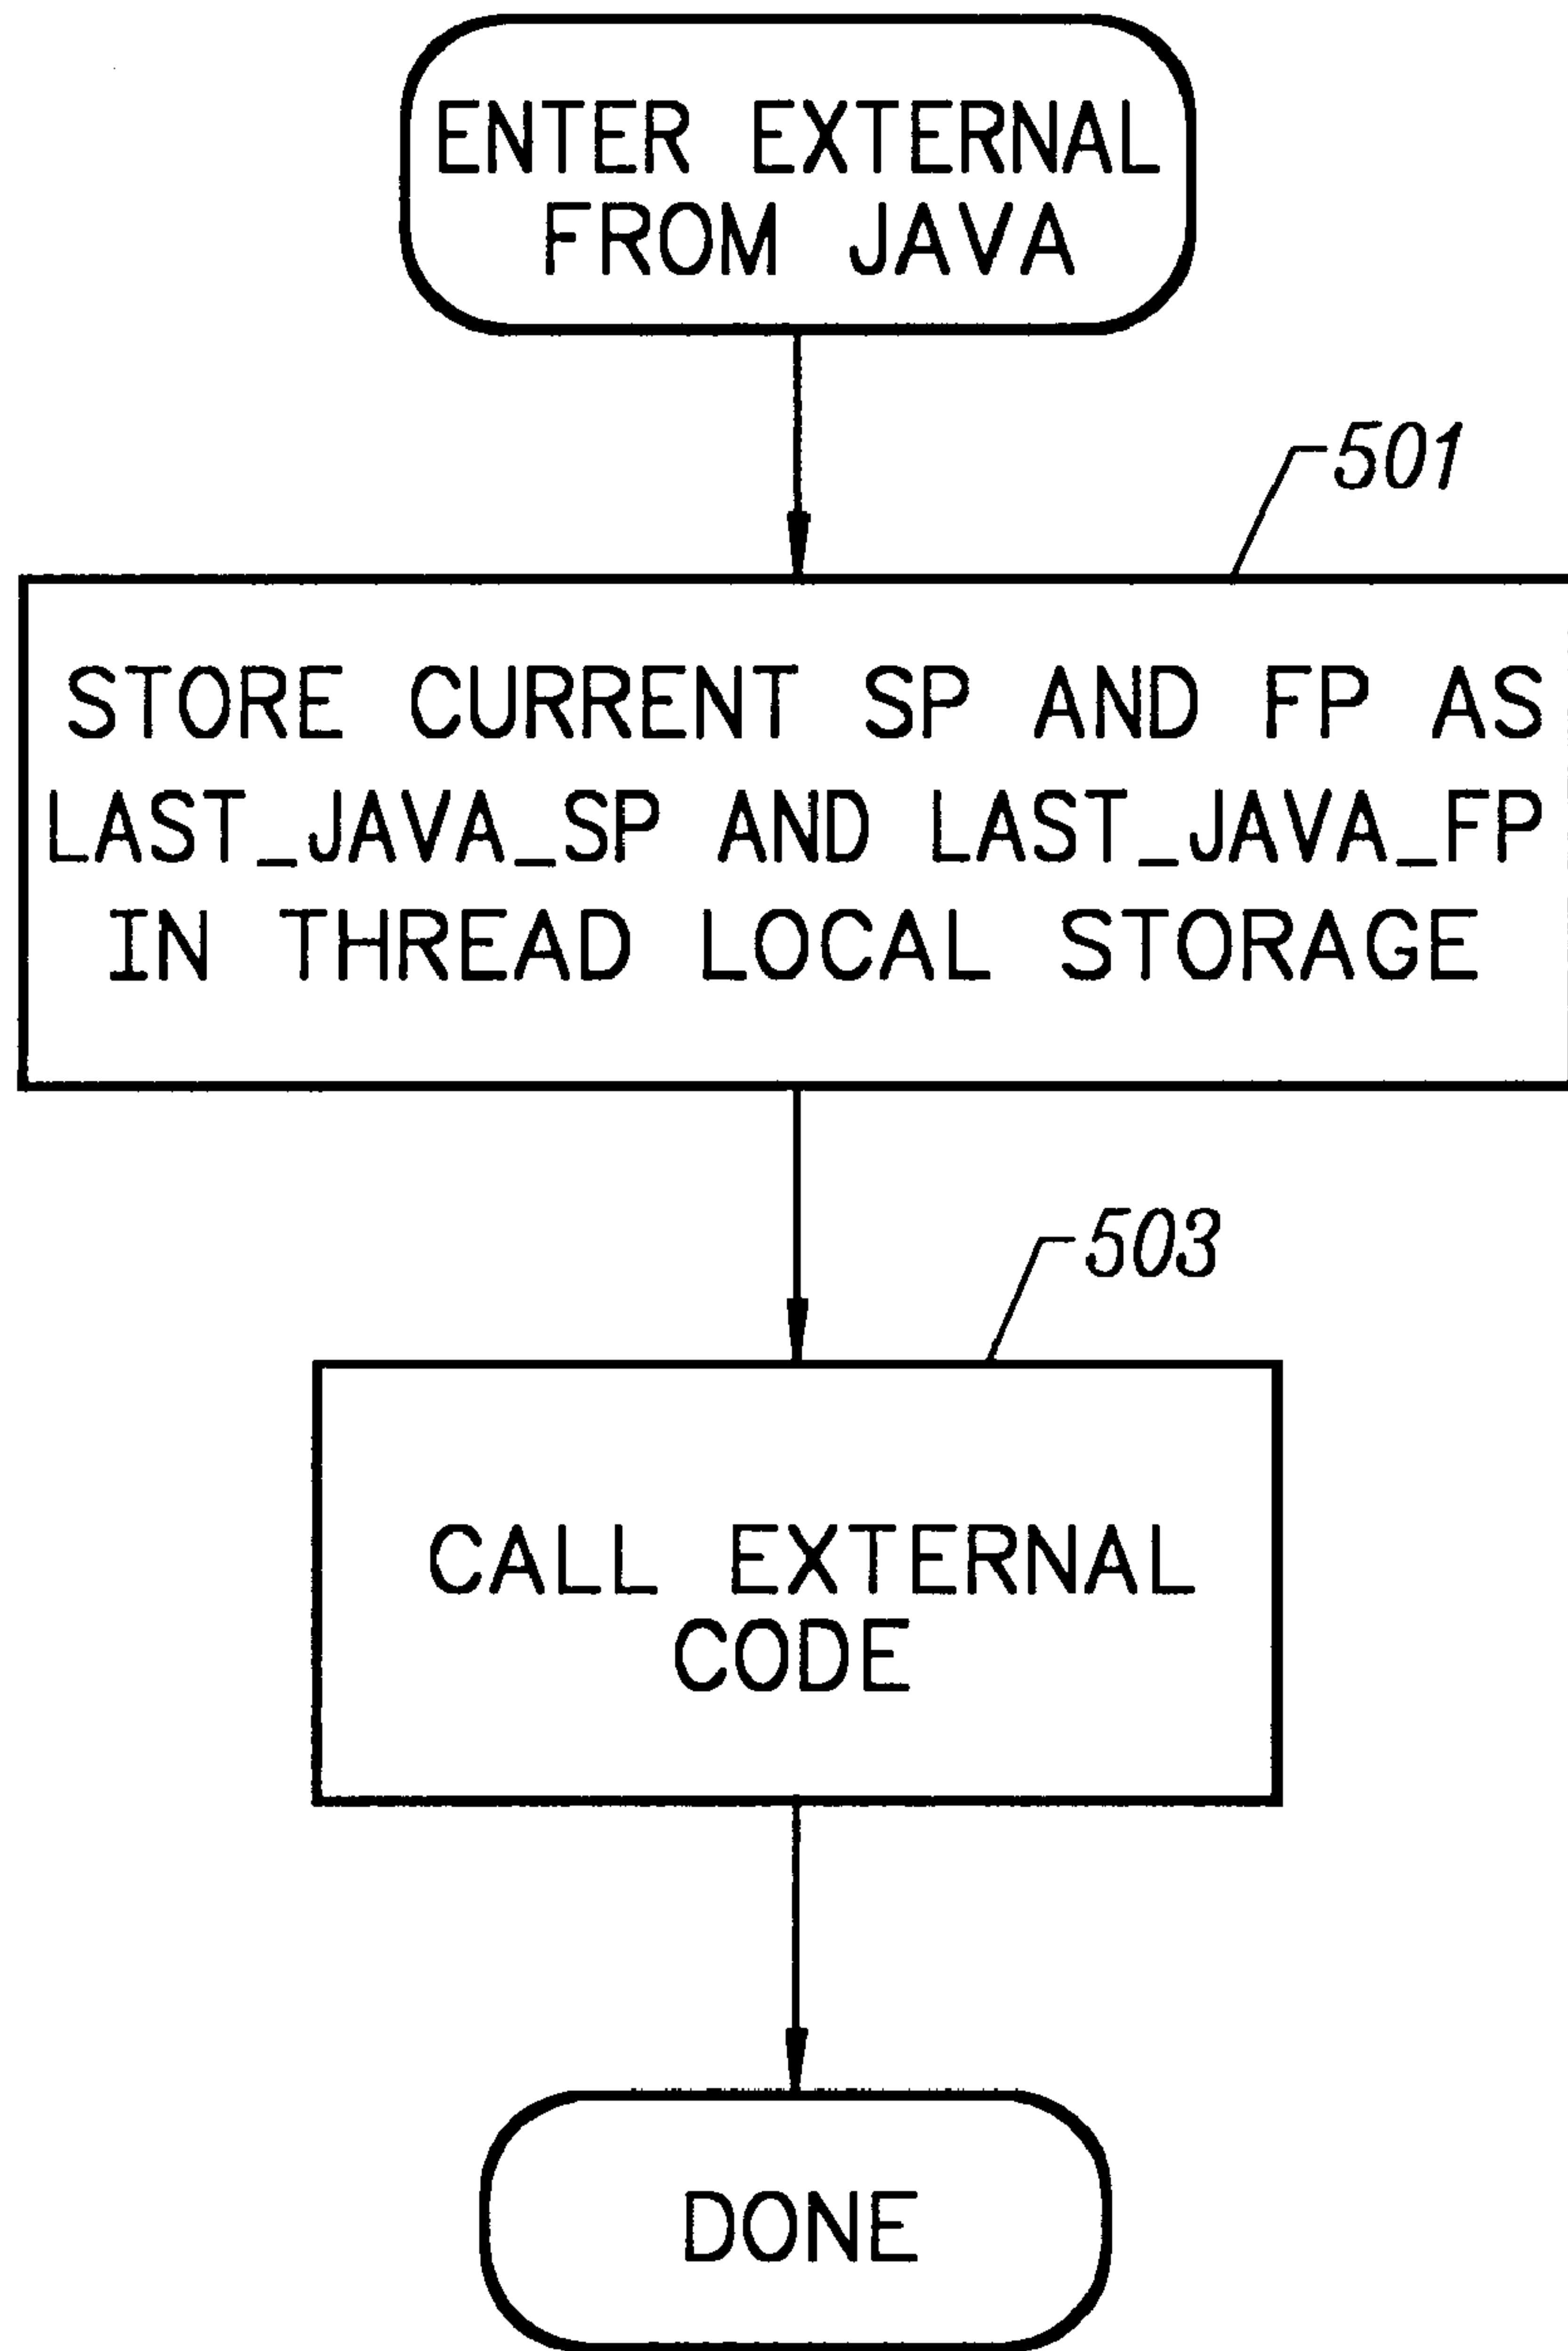 ENTER EXTERNAL
FROM JAVA
501
STORE CURRENT SP AND FP AS
LAST_JAVA_SP AND LAST_JAVA_FP
IN THREAD LOCAL STORAGE
503
CALL EXTERNAL
CODE
DONE